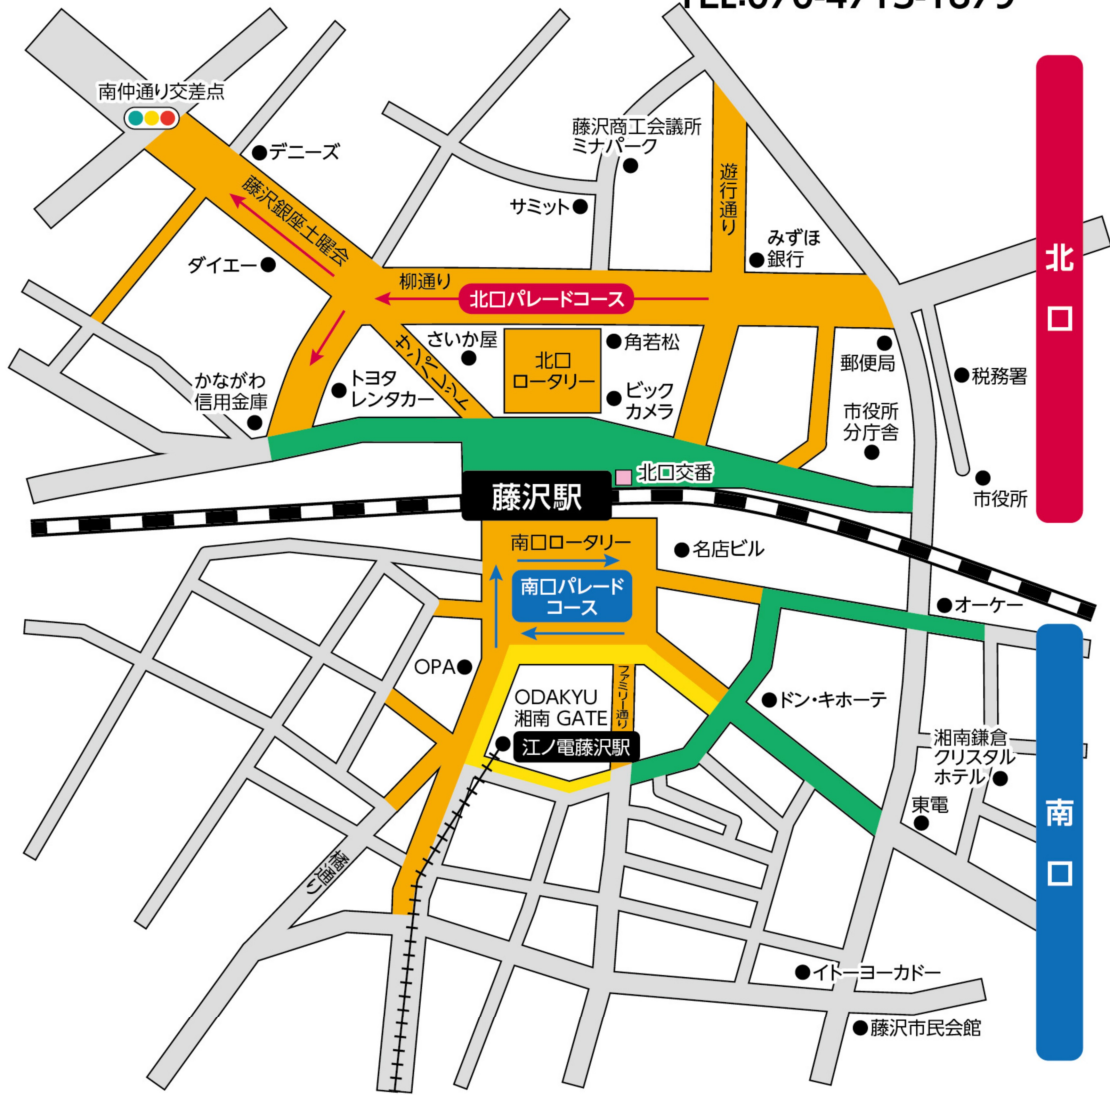 南仲通り交差点
デニーズ
藤沢商工会議所
ミナパーク
サミット
遊行通り
みずほ
銀行
藤沢銀座土曜会
ダイエー
柳通り
北口パレードコース
北口
さいか屋
サンパレット
北口
ロータリー
角若松
ビック
カメラ
郵便局
税務署
かながわ
信用金庫
トヨタ
レンタカー
市役所
分庁舎
市役所
北口交番
藤沢駅
南口ロータリー
名店ビル
南口パレード
コース
オーケー
OPA
ODAKYU
湘南 GATE
ファミリー通り
ドン・キホーテ
江ノ電藤沢駅
湘南鎌倉
クリスタル
ホテル
東電
南口
橘通り
イトーヨーカドー
藤沢市民会館